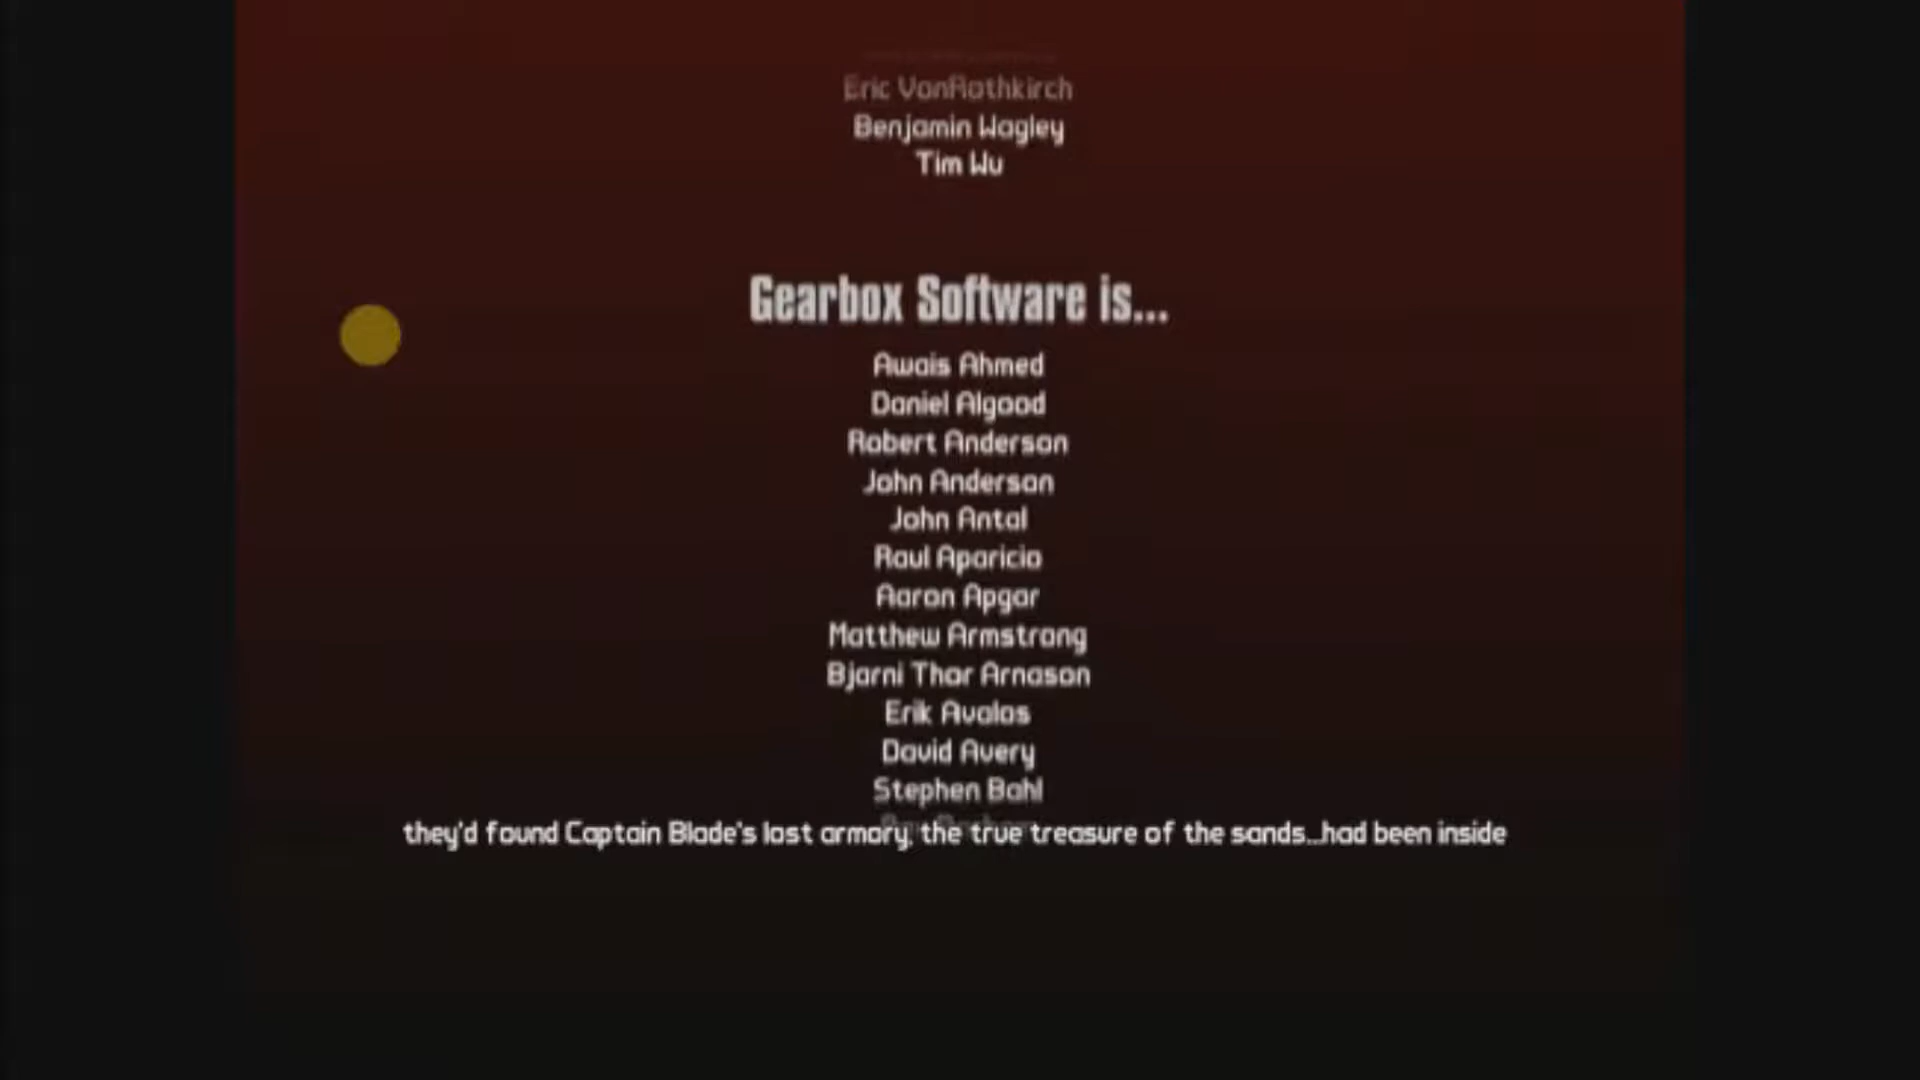 Eric VonRothkirch
Benjamin Wagley
Tim Wu
Gearbox Software is...
Awais Ahmed
Daniel Algood
Robert Anderson
John Anderson
John Antal
Raul Aparicio
Aaron Apgar
Matthew Armstrong
Bjarni Thor Arnason
Erik Avalos
David Avery
Stephen Bahl
they'd found Captain Blade's lost armory, the true treasure of the sands...had been inside